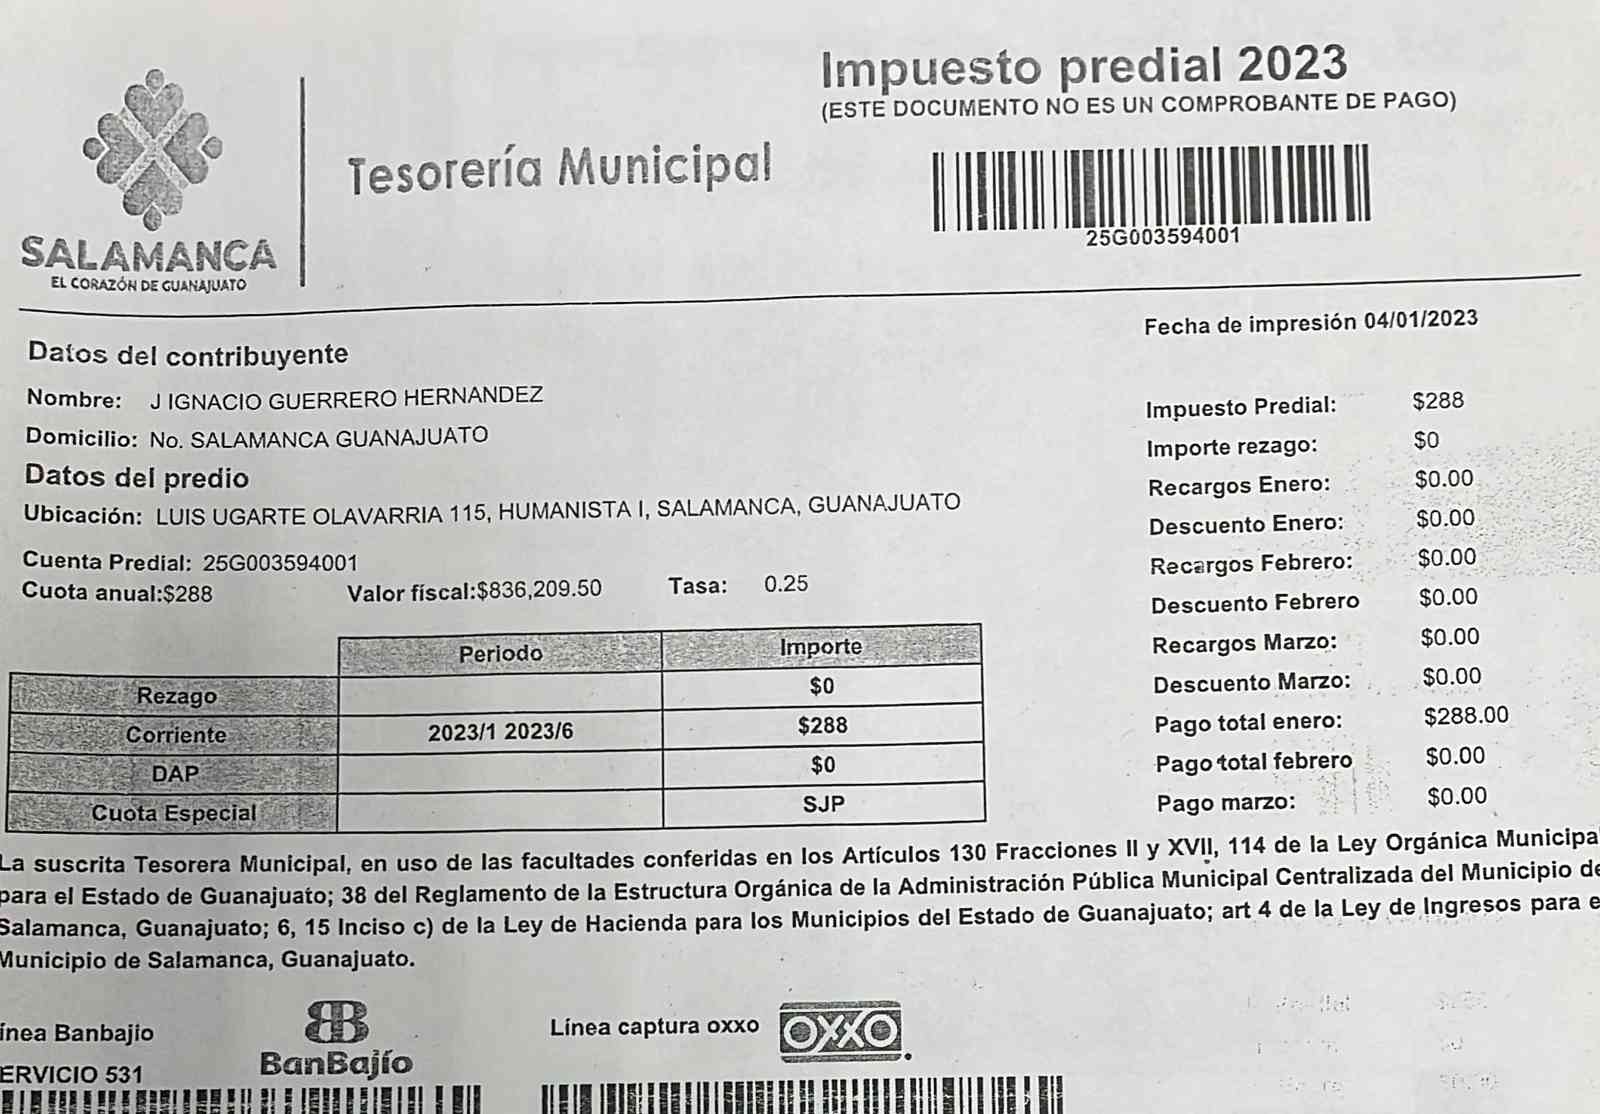 Impuesto predial 2023
(ESTE DOCUMENTO NO ES UN COMPROBANTE DE PAGO)
Tesorería Municipal
25G003594001
SALAMANCA
EL CORAZÓN DE GUANAJUATO
Fecha de impresión 04/01/2023
Datos del contribuyente
Nombre: J IGNACIO GUERRERO HERNANDEZ
Domicilio: No. SALAMANCA GUANAJUATO
Datos del predio
Ubicación: LUIS UGARTE OLAVARRIA 115, HUMANISTA I, SALAMANCA, GUANAJUATO
Cuenta Predial: 25G003594001
Cuota anual:$288 Valor físcal:$836,209.50 Tasa: 0.25
Periodo Importe
Rezago $0
Corriente 2023/1 2023/6 $288
DAP $0
Cuota Especial SJP
Impuesto Predial: $288
Importe rezago: $0
Recargos Enero: $0.00
Descuento Enero: $0.00
Recargos Febrero: $0.00
Descuento Febrero $0.00
Recargos Marzo: $0.00
Descuento Marzo: $0.00
Pago total enero: $288.00
Pago total febrero $0.00
Pago marzo: $0.00
La suscrita Tesorera Municipal, en uso de las facultades conferidas en los Artículos 130 Fracciones II y XVII, 114 de la Ley Orgánica Municipal
para el Estado de Guanajuato; 38 del Reglamento de la Estructura Orgánica de la Administración Pública Municipal Centralizada del Municipio de
Salamanca, Guanajuato; 6, 15 Inciso c) de la Ley de Hacienda para los Municipios del Estado de Guanajuato; art 4 de la Ley de Ingresos para e
Municipio de Salamanca, Guanajuato.
ínea Banbajío
BanBajío
ERVICIO 531
Línea captura oxxo
OXXO